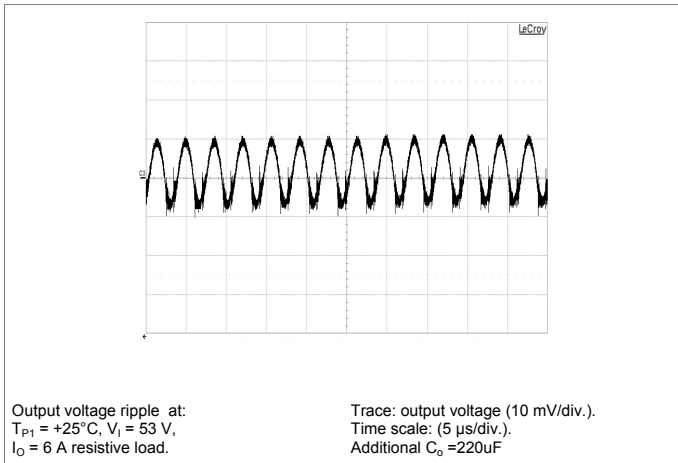 LeCroy
C3
Output voltage ripple at:
T_P1 = +25°C, V_I = 53 V,
I_O = 6 A resistive load.
Trace: output voltage (10 mV/div.).
Time scale: (5 µs/div.).
Additional C_o =220uF